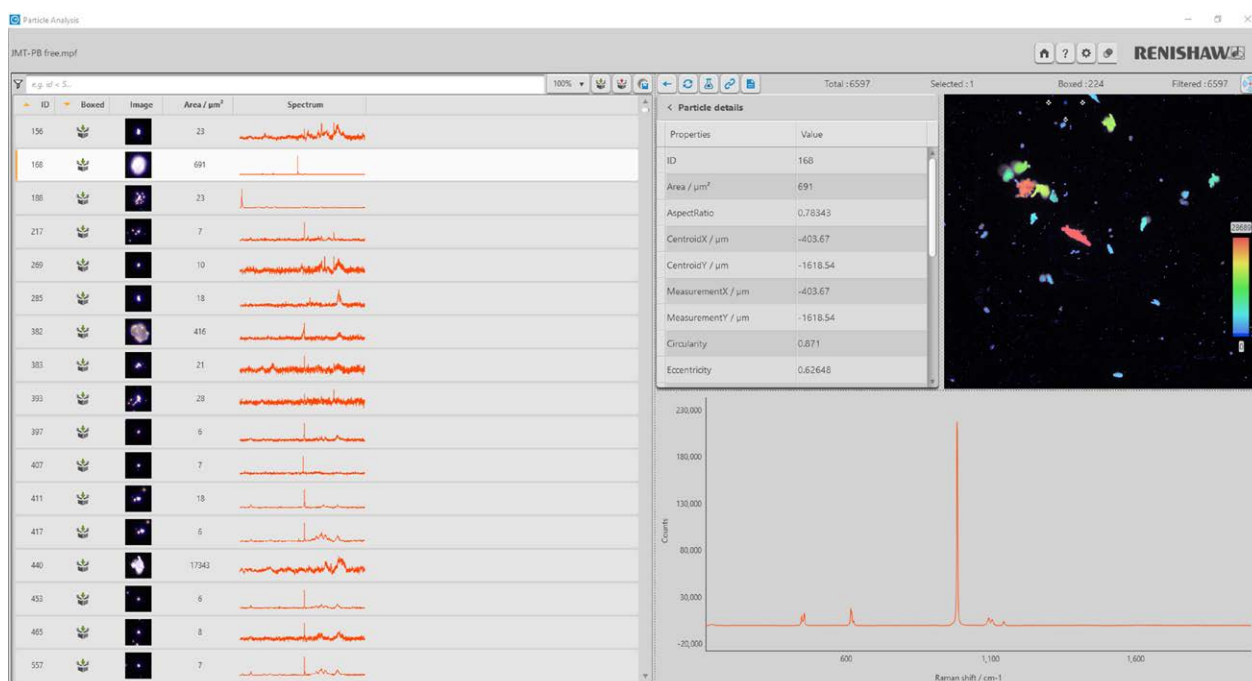 Particle Analysis
JMT-PB free.mpf
RENISHAW
e.g. id < 5...
100%
Total :6597 Selected : 1 Boxed :224 Filtered :6597
ID Boxed Image Area / µm² Spectrum
156 23
168 691
188 23
217 7
269 10
285 18
382 416
383 21
393 28
397 6
407 7
411 18
417 6
440 17343
453 6
465 8
557 7
< Particle details
Properties Value
ID 168
Area / µm² 691
AspectRatio 0.78343
CentroidX / µm -403.67
CentroidY / µm -1618.54
MeasurementX / µm -403.67
MeasurementY / µm -1618.54
Circularity 0.871
Eccentricity 0.62648
28689
0
230,000
180,000
130,000
80,000
30,000
-20,000
Counts
600 1,100 1,600
Raman shift / cm-1